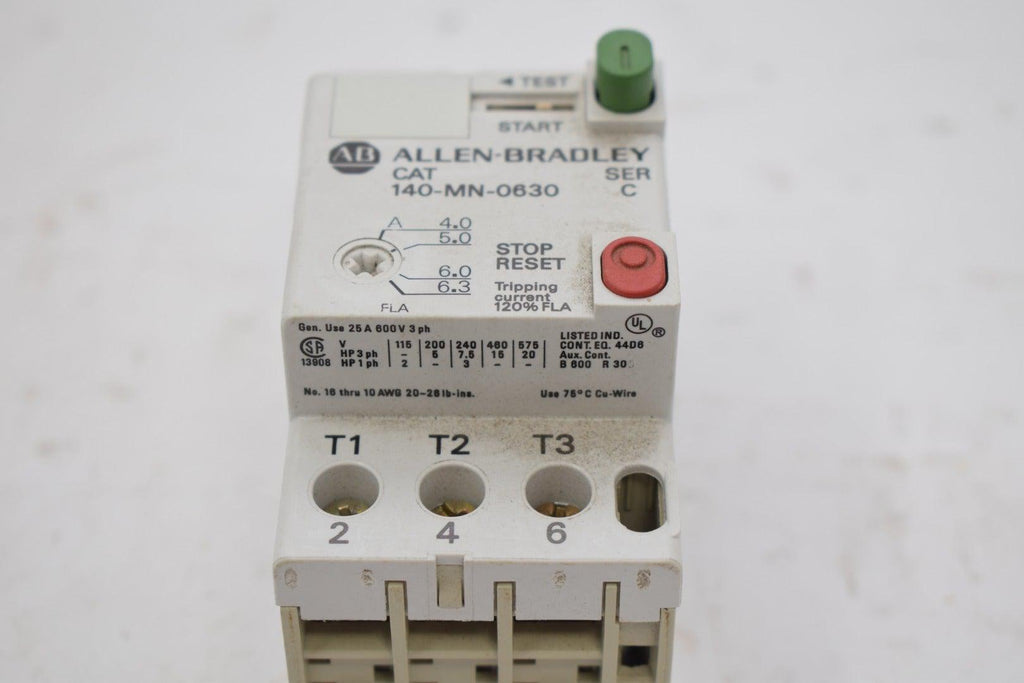 ◄ TEST
START
AB ALLEN-BRADLEY
CAT SER
140-MN-0630 C
A 4.0
5.0
6.0
6.3
FLA
STOP
RESET
Tripping
current
120% FLA
Gen. Use 25 A 600 V 3 ph
SA
13908
V 115 200 240 460 575
HP 3 ph - 5 7.5 15 20
HP 1 ph 2 - 3 - -
UL ®
LISTED IND.
CONT. EQ. 44D6
Aux. Cont.
B 600 R 30
No. 16 thru 10 AWG 20-26 lb-ins.
Use 75° C Cu-Wire
T1 T2 T3
2 4 6